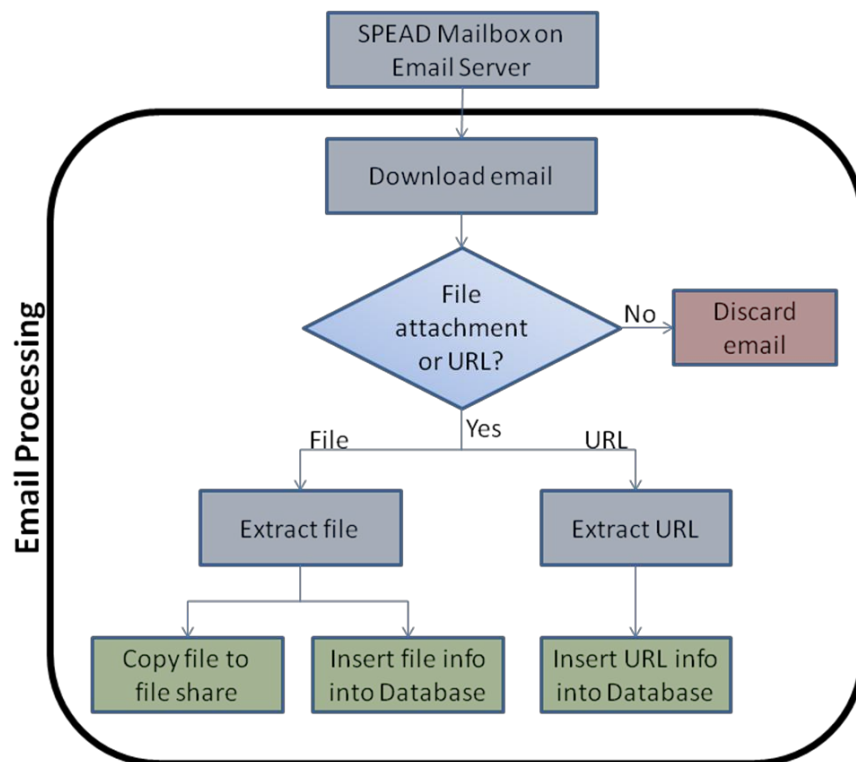 SPEAD Mailbox on
Email Server
Download email
File
attachment
or URL?
No
Discard
email
Yes
File
URL
Extract file
Extract URL
Copy file to
file share
Insert file info
into Database
Insert URL info
into Database
Email Processing